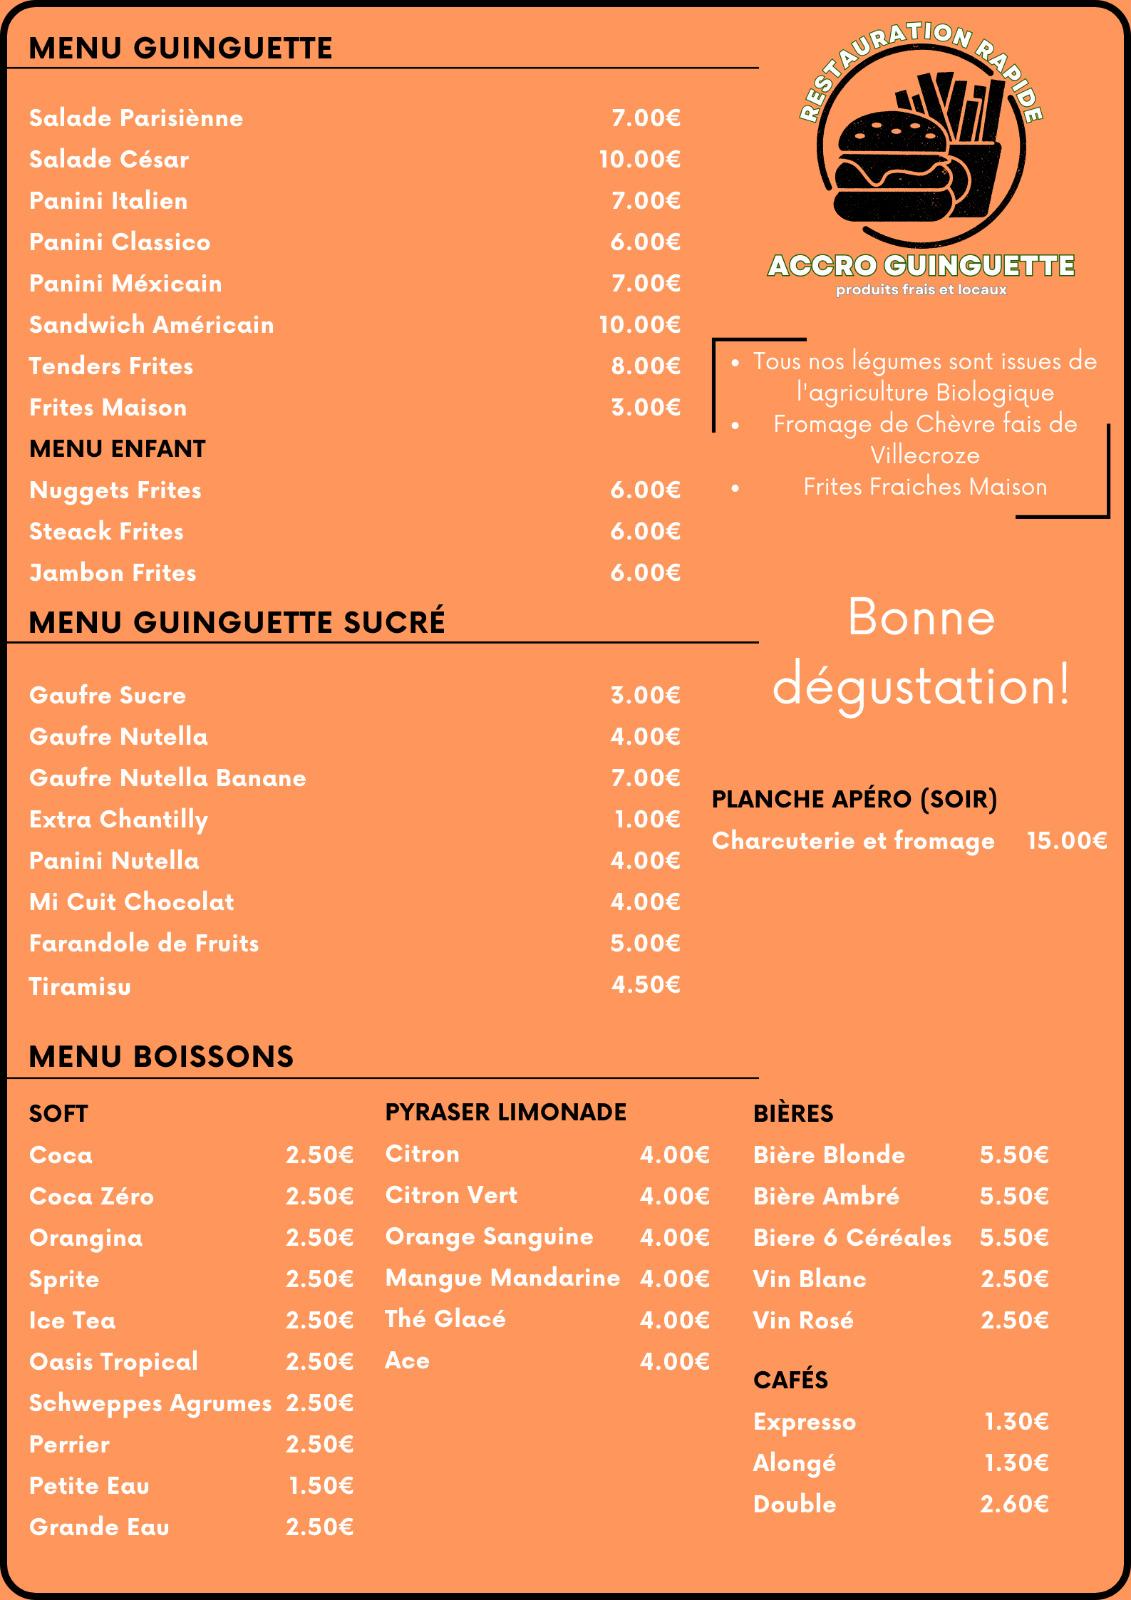 MENU GUINGUETTE
Salade Parisiènne 7.00€
Salade César 10.00€
Panini Italien 7.00€
Panini Classico 6.00€
Panini Méxicain 7.00€
Sandwich Américain 10.00€
Tenders Frites 8.00€
Frites Maison 3.00€
MENU ENFANT
Nuggets Frites 6.00€
Steack Frites 6.00€
Jambon Frites 6.00€
MENU GUINGUETTE SUCRÉ
Gaufre Sucre 3.00€
Gaufre Nutella 4.00€
Gaufre Nutella Banane 7.00€
Extra Chantilly 1.00€
Panini Nutella 4.00€
Mi Cuit Chocolat 4.00€
Farandole de Fruits 5.00€
Tiramisu 4.50€
RESTAURATION RAPIDE
ACCRO GUINGUETTE
produits frais et locaux
• Tous nos légumes sont issues de
l'agriculture Biologique
• Fromage de Chèvre fais de
Villecroze
• Frites Fraiches Maison
Bonne
dégustation!
PLANCHE APÉRO (SOIR)
Charcuterie et fromage 15.00€
MENU BOISSONS
SOFT
Coca 2.50€
Coca Zéro 2.50€
Orangina 2.50€
Sprite 2.50€
Ice Tea 2.50€
Oasis Tropical 2.50€
Schweppes Agrumes 2.50€
Perrier 2.50€
Petite Eau 1.50€
Grande Eau 2.50€
PYRASER LIMONADE
Citron 4.00€
Citron Vert 4.00€
Orange Sanguine 4.00€
Mangue Mandarine 4.00€
Thé Glacé 4.00€
Ace 4.00€
BIÈRES
Bière Blonde 5.50€
Bière Ambré 5.50€
Biere 6 Céréales 5.50€
Vin Blanc 2.50€
Vin Rosé 2.50€
CAFÉS
Expresso 1.30€
Alongé 1.30€
Double 2.60€